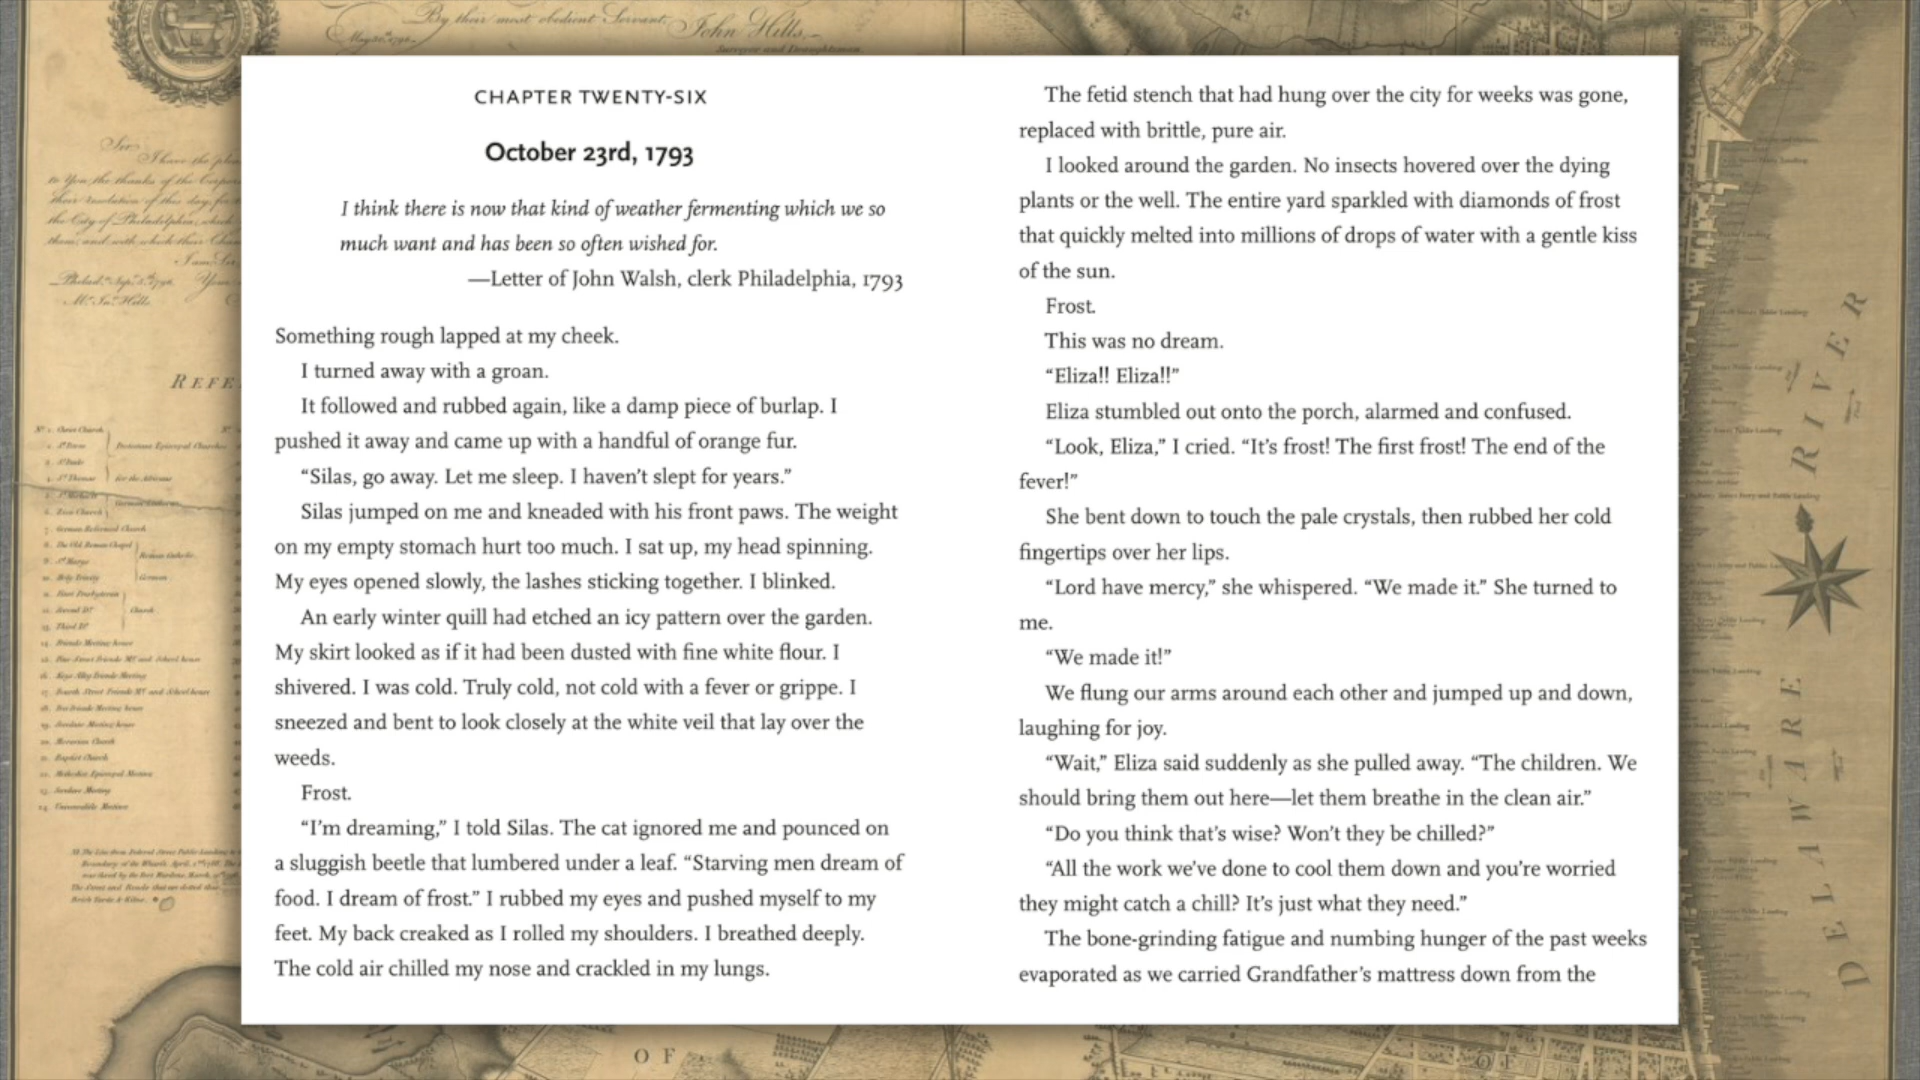 By their most obedient Servant,
John Hills,
Surveyor and Draughtsman
CHAPTER TWENTY-SIX
October 23rd, 1793
I think there is now that kind of weather fermenting which we so
much want and has been so often wished for.
—Letter of John Walsh, clerk Philadelphia, 1793
Something rough lapped at my cheek.
I turned away with a groan.
It followed and rubbed again, like a damp piece of burlap. I
pushed it away and came up with a handful of orange fur.
“Silas, go away. Let me sleep. I haven’t slept for years.”
Silas jumped on me and kneaded with his front paws. The weight
on my empty stomach hurt too much. I sat up, my head spinning.
My eyes opened slowly, the lashes sticking together. I blinked.
An early winter quill had etched an icy pattern over the garden.
My skirt looked as if it had been dusted with fine white flour. I
shivered. I was cold. Truly cold, not cold with a fever or grippe. I
sneezed and bent to look closely at the white veil that lay over the
weeds.
Frost.
“I’m dreaming,” I told Silas. The cat ignored me and pounced on
a sluggish beetle that lumbered under a leaf. “Starving men dream of
food. I dream of frost.” I rubbed my eyes and pushed myself to my
feet. My back creaked as I rolled my shoulders. I breathed deeply.
The cold air chilled my nose and crackled in my lungs.
The fetid stench that had hung over the city for weeks was gone,
replaced with brittle, pure air.
I looked around the garden. No insects hovered over the dying
plants or the well. The entire yard sparkled with diamonds of frost
that quickly melted into millions of drops of water with a gentle kiss
of the sun.
Frost.
This was no dream.
“Eliza!! Eliza!!”
Eliza stumbled out onto the porch, alarmed and confused.
“Look, Eliza,” I cried. “It’s frost! The first frost! The end of the
fever!”
She bent down to touch the pale crystals, then rubbed her cold
fingertips over her lips.
“Lord have mercy,” she whispered. “We made it.” She turned to
me.
“We made it!”
We flung our arms around each other and jumped up and down,
laughing for joy.
“Wait,” Eliza said suddenly as she pulled away. “The children. We
should bring them out here—let them breathe in the clean air.”
“Do you think that’s wise? Won’t they be chilled?”
“All the work we’ve done to cool them down and you’re worried
they might catch a chill? It’s just what they need.”
The bone-grinding fatigue and numbing hunger of the past weeks
evaporated as we carried Grandfather’s mattress down from the
REFE
DELAWARE RIVER
OF
OF